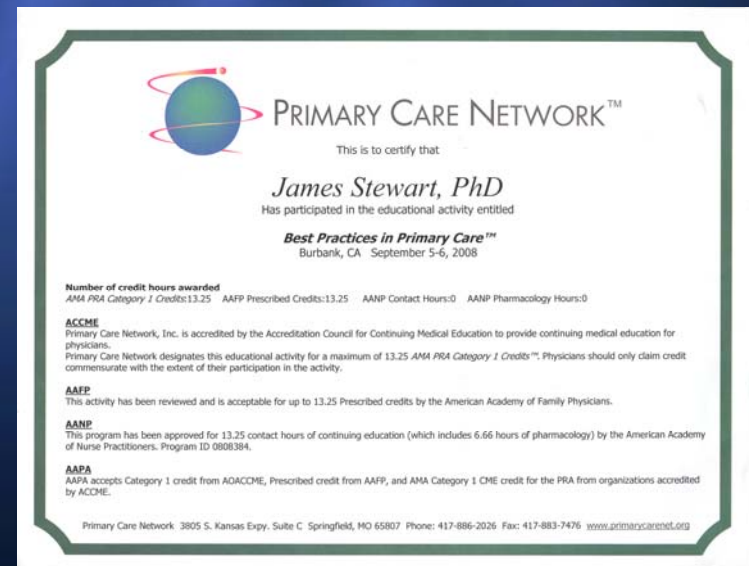 PRIMARY CARE NETWORK™
This is to certify that
James Stewart, PhD
Has participated in the educational activity entitled
Best Practices in Primary Care™
Burbank, CA September 5-6, 2008
Number of credit hours awarded
AMA PRA Category 1 Credits:13.25 AAFP Prescribed Credits:13.25 AANP Contact Hours:0 AANP Pharmacology Hours:0
ACCME
Primary Care Network, Inc. is accredited by the Accreditation Council for Continuing Medical Education to provide continuing medical education for
physicians.
Primary Care Network designates this educational activity for a maximum of 13.25 AMA PRA Category 1 Credits™. Physicians should only claim credit
commensurate with the extent of their participation in the activity.
AAFP
This activity has been reviewed and is acceptable for up to 13.25 Prescribed credits by the American Academy of Family Physicians.
AANP
This program has been approved for 13.25 contact hours of continuing education (which includes 6.66 hours of pharmacology) by the American Academy
of Nurse Practitioners. Program ID 0808384.
AAPA
AAPA accepts Category 1 credit from AOACCME, Prescribed credit from AAFP, and AMA Category 1 CME credit for the PRA from organizations accredited
by ACCME.
Primary Care Network 3805 S. Kansas Expy. Suite C Springfield, MO 65807 Phone: 417-886-2026 Fax: 417-883-7476 www.primarycarenet.org